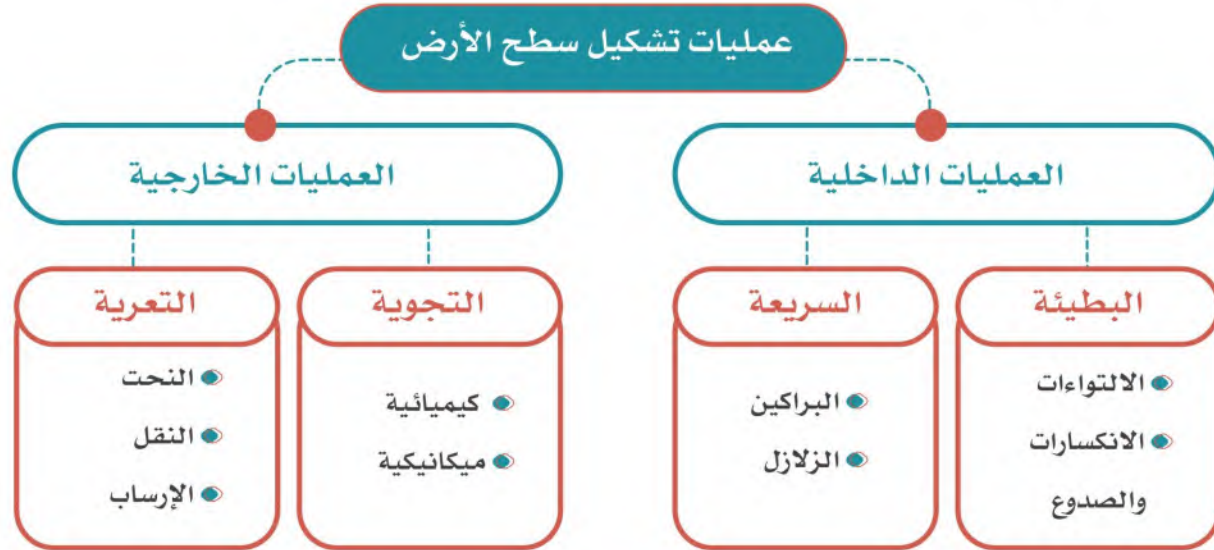 عمليات تشكيل سطح الأرض
العمليات الداخلية
العمليات الخارجية
البطيئة
الالتواءات
الانكسارات
والصدوع
السريعة
البراكين
الزلازل
التجوية
كيميائية
ميكانيكية
التعرية
النحت
النقل
الإرساب